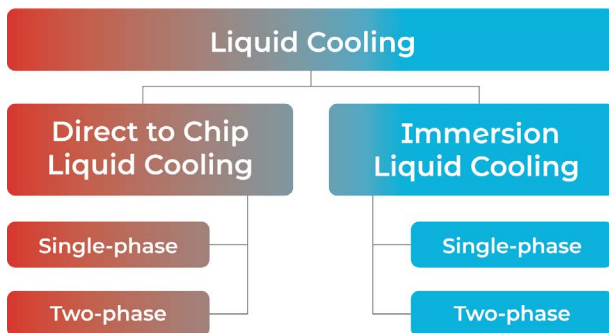 Liquid Cooling
Direct to Chip
Liquid Cooling
Single-phase
Two-phase
Immersion
Liquid Cooling
Single-phase
Two-phase